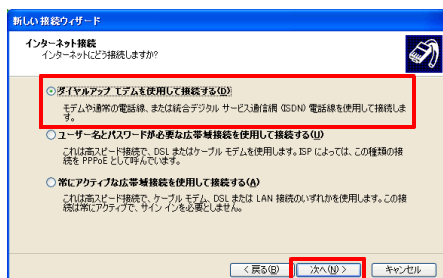 新しい接続ウィザード
インターネット接続
インターネットにどう接続しますか?
ダイヤルアップ モデムを使用して接続する(D)
モデムや通常の電話線、または統合デジタル サービス通信網 (ISDN) 電話線を使用して接続しま
す。
ユーザー名とパスワードが必要な広帯域接続を使用して接続する(U)
これは高スピード接続で、DSL またはケーブル モデムを使用します。ISP によっては、この種類の接
続を PPPoE として呼んでいます。
常にアクティブな広帯域接続を使用して接続する(A)
これは高スピード接続で、ケーブル モデム、DSL または LAN 接続のいずれかを使用します。この接
続は常にアクティブで、サイン インを必要としません。
< 戻る(B)
次へ(N) >
キャンセル